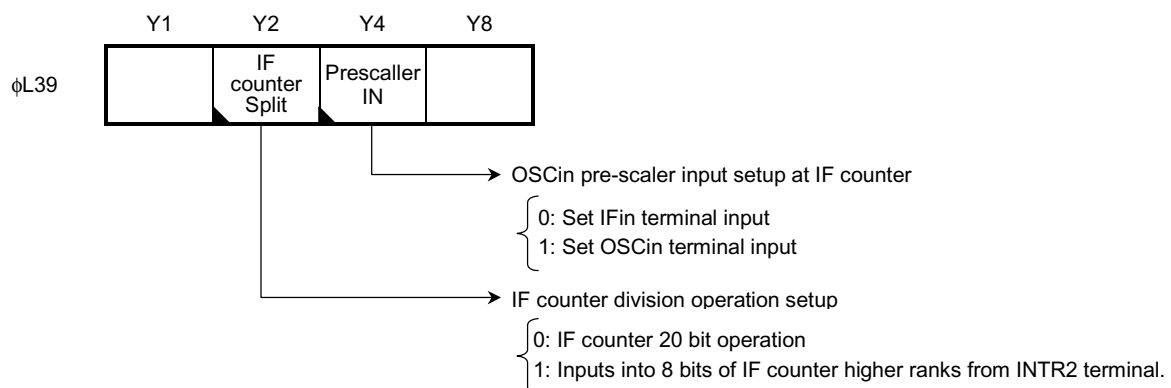 Y1 Y2 Y4 Y8
φL39
IF
counter
Split
Prescaller
IN
OSCin pre-scaler input setup at IF counter
0: Set IFin terminal input
1: Set OSCin terminal input
IF counter division operation setup
0: IF counter 20 bit operation
1: Inputs into 8 bits of IF counter higher ranks from INTR2 terminal.